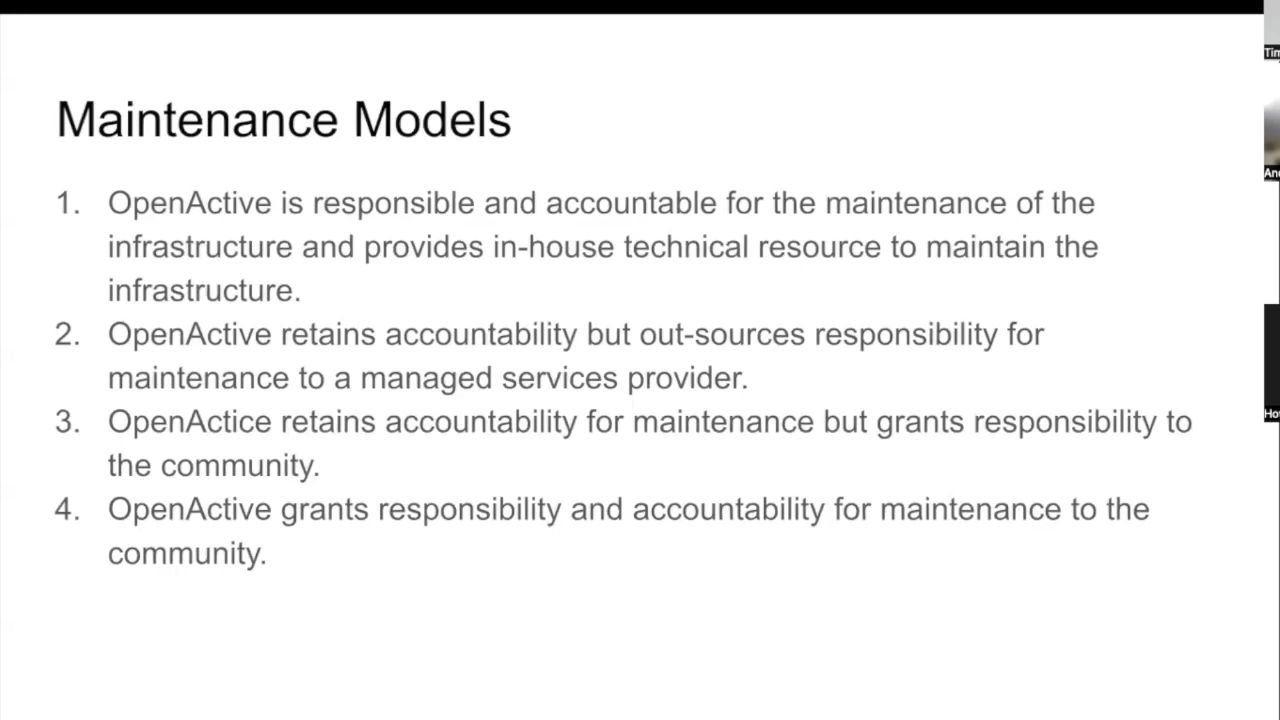 Maintenance Models
1. OpenActive is responsible and accountable for the maintenance of the
infrastructure and provides in-house technical resource to maintain the
infrastructure.
2. OpenActive retains accountability but out-sources responsibility for
maintenance to a managed services provider.
3. OpenActice retains accountability for maintenance but grants responsibility to
the community.
4. OpenActive grants responsibility and accountability for maintenance to the
community.